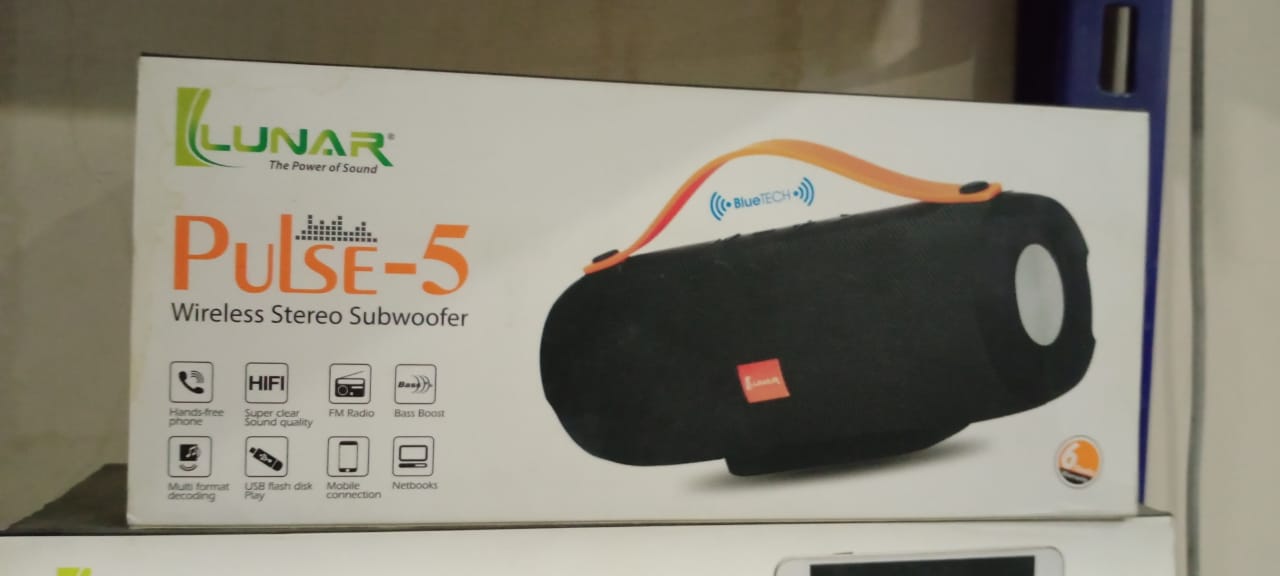 LUNAR®
The Power of Sound
PULSE-5
Wireless Stereo Subwoofer
BlueTECH
LUNAR
Hands-free
phone
HIFI
Super clear
Sound quality
FM Radio
Bass
Bass Boost
Multi format
decoding
USB flash disk
Play
Mobile
connection
Netbooks
6